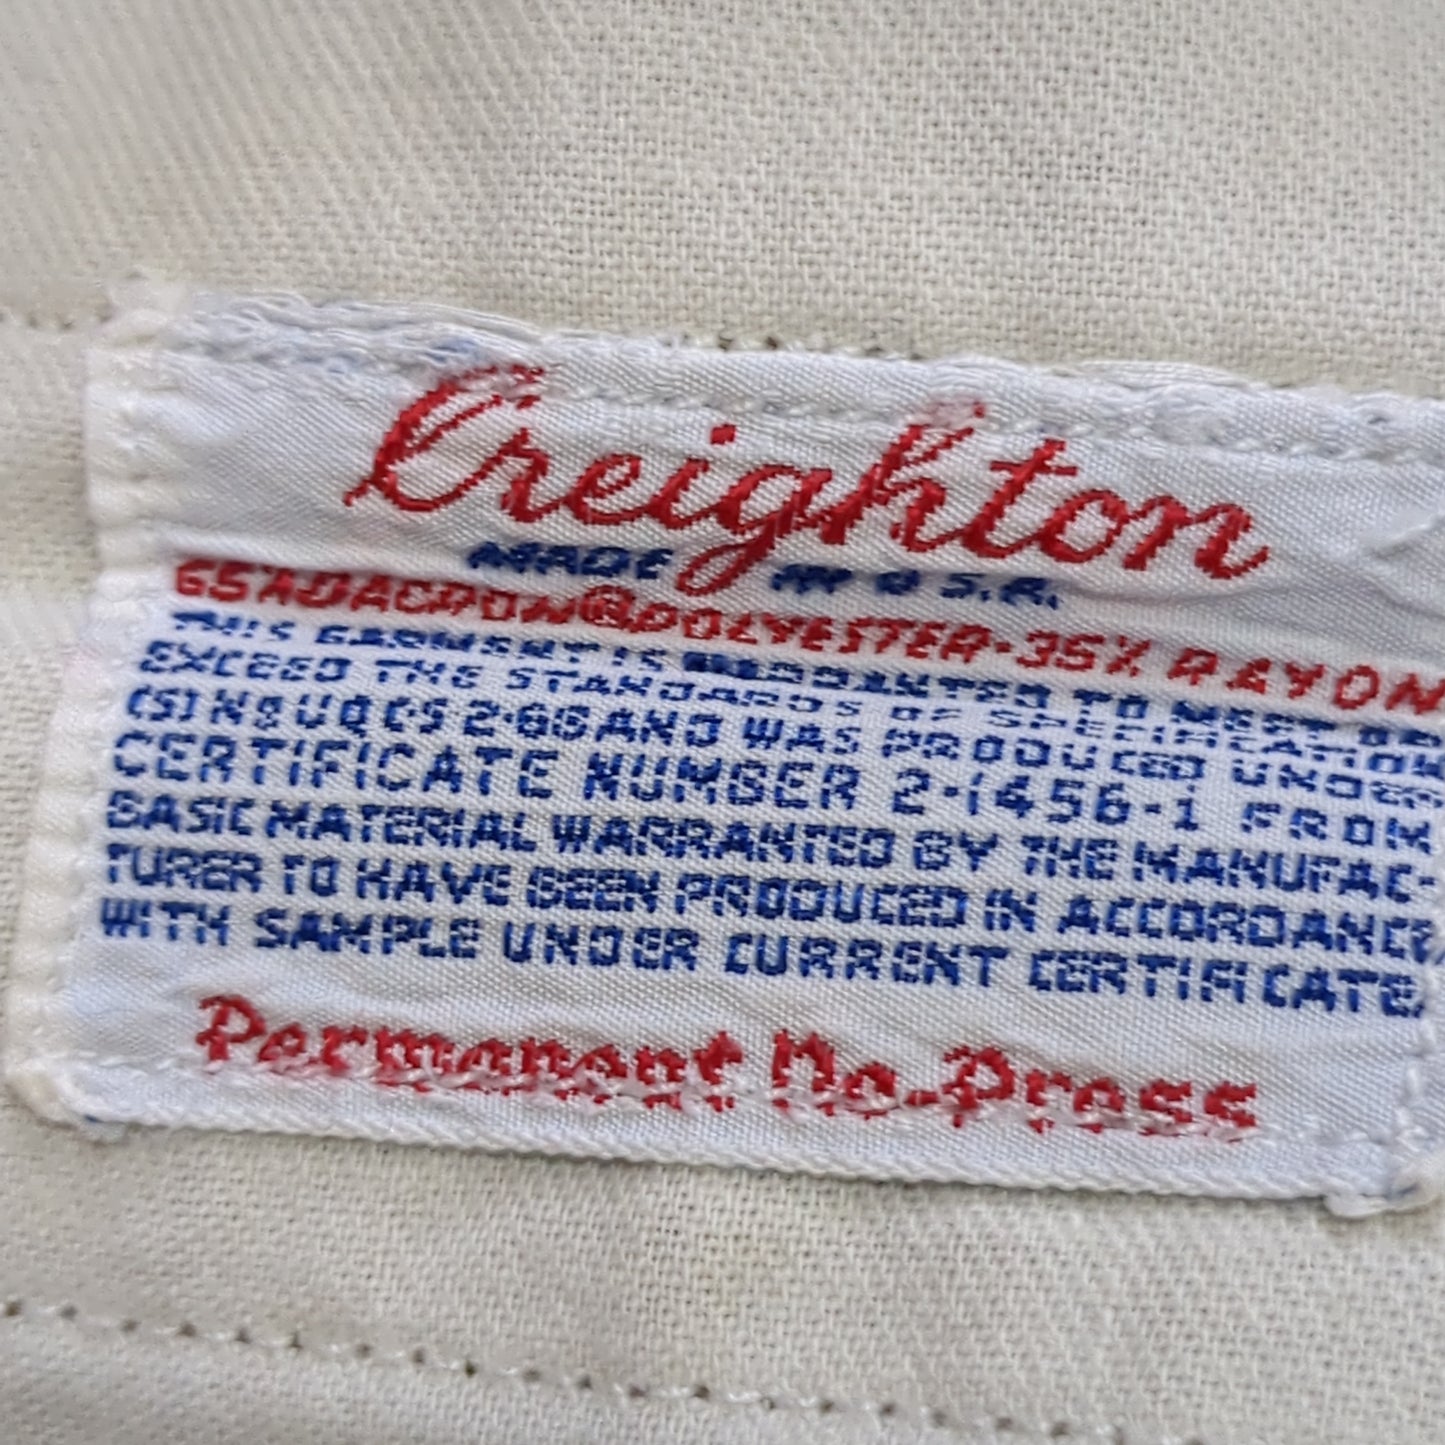 Creighton
MADE IN U.S.A.
65% DACRON®POLYESTER-35% RAYON
THIS GARMENT IS WARRANTED TO MEET OR
EXCEED THE STANDARDS OF SPECIFICATION
(S) N&UQCS 2-66 AND WAS PRODUCED UNDER
CERTIFICATE NUMBER 2-1456-1 FROM
BASIC MATERIAL WARRANTED BY THE MANUFAC-
TURER TO HAVE BEEN PRODUCED IN ACCORDANCE
WITH SAMPLE UNDER CURRENT CERTIFICATE.
Permanent No-Press